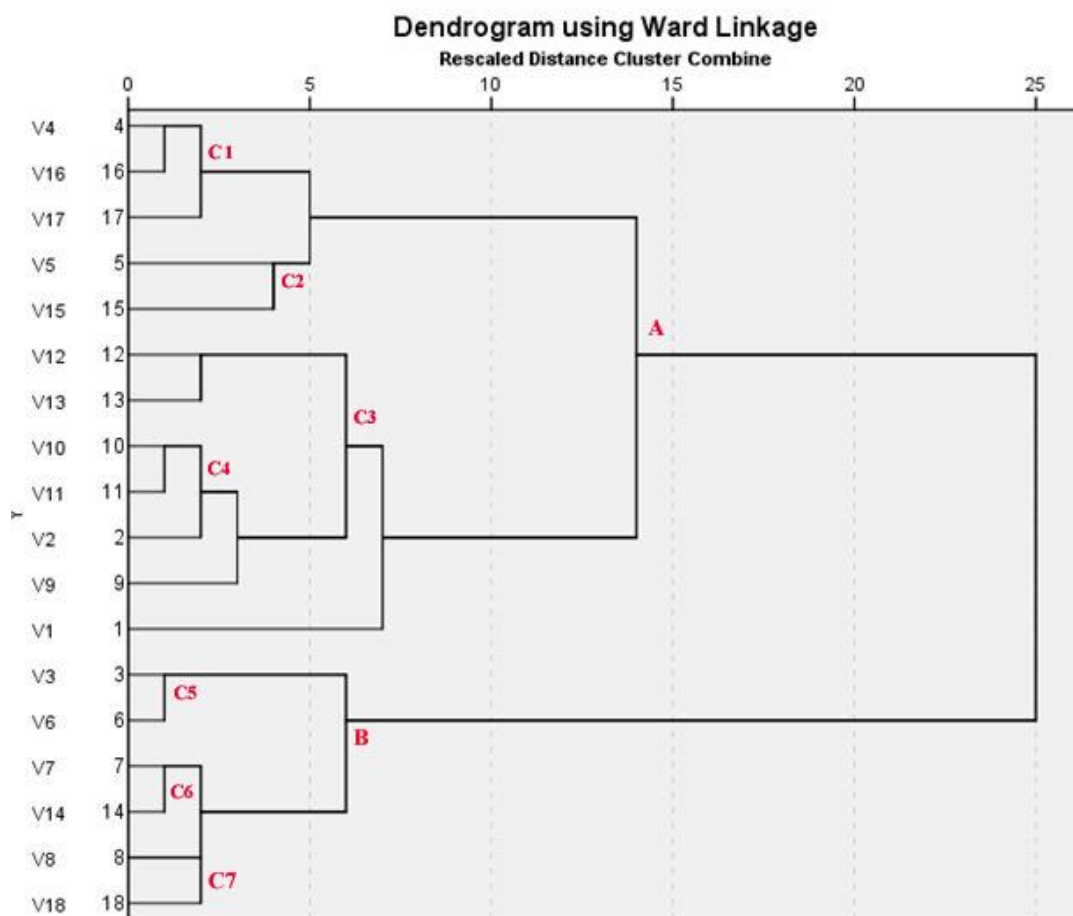 Dendrogram using Ward Linkage
Rescaled Distance Cluster Combine
0 5 10 15 20 25
V4 4
C1
V16 16
V17 17
V5 5
C2
V15 15
A
V12 12
V13 13
C3
V10 10
C4
V11 11
Y
V2 2
V9 9
V1 1
V3 3
C5
V6 6
B
V7 7
C6
V14 14
V8 8
C7
V18 18